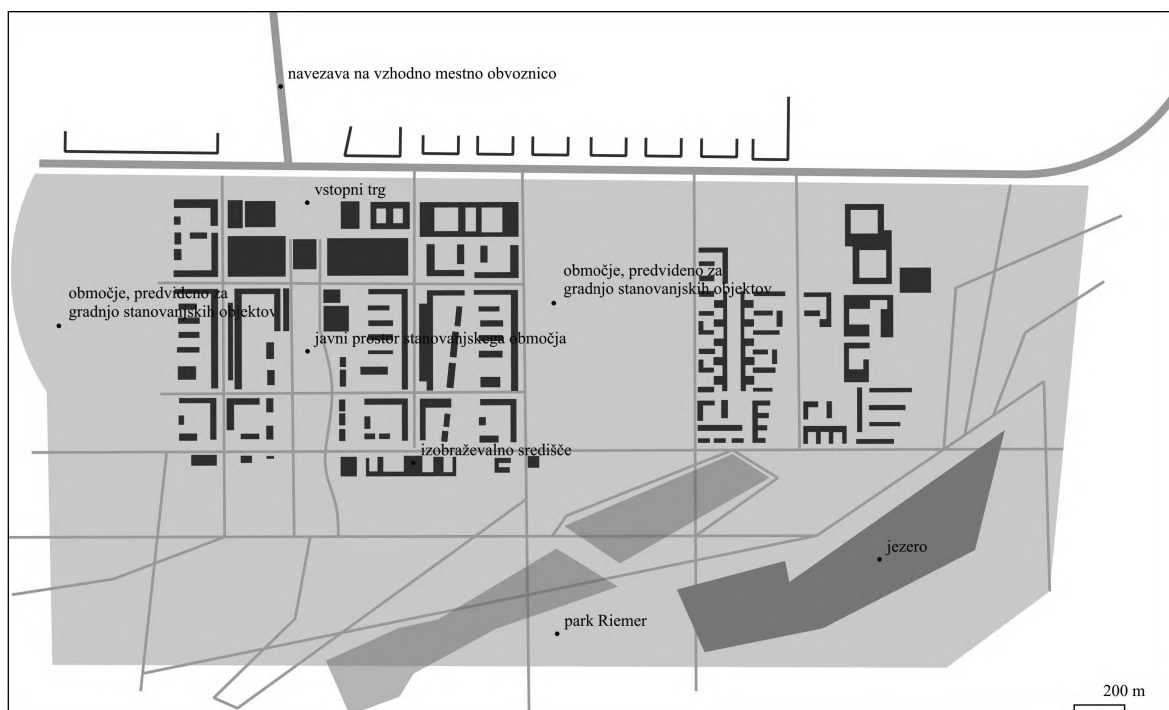 navezava na vzhodno mestno obvoznico
vstopni trg
območje, predvideno za
gradnjo stanovanjskih objektov
območje, predvideno za
gradnjo stanovanjskih objektov
javni prostor stanovanjskega območja
izobraževalno središče
jezero
park Riemer
200 m